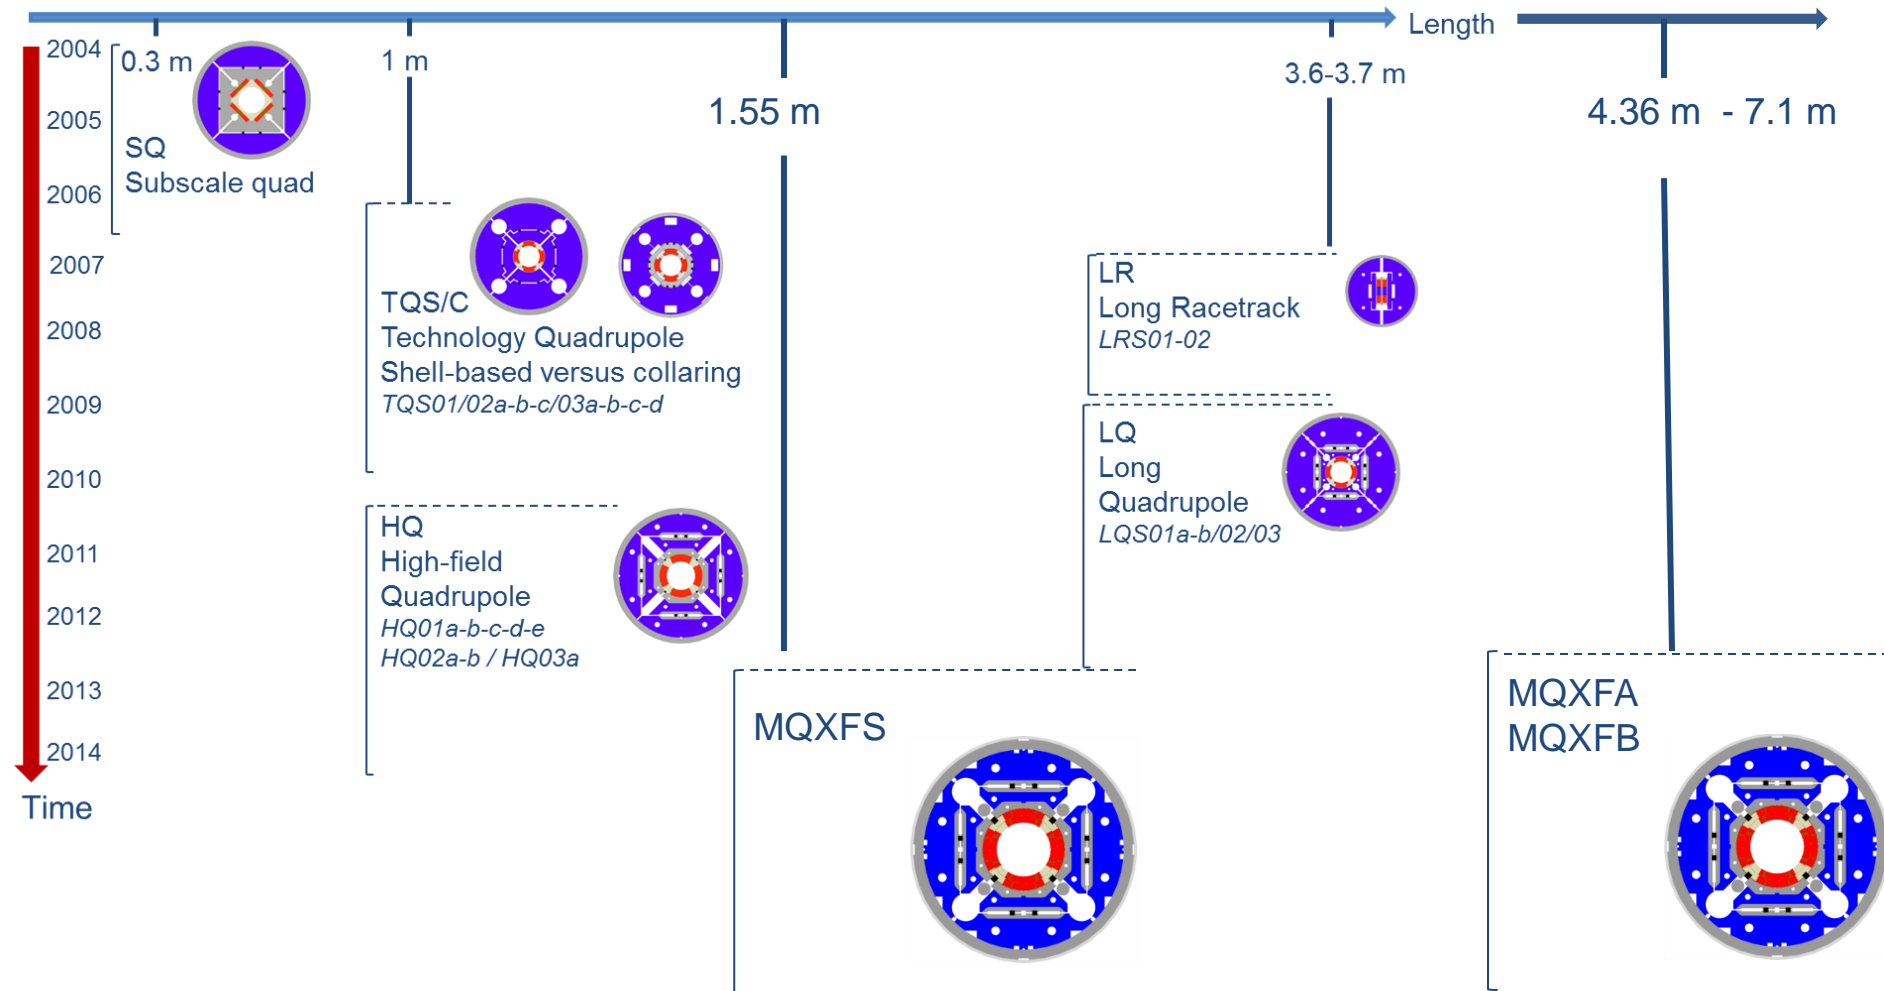 Length
0.3 m
1 m
1.55 m
3.6-3.7 m
4.36 m - 7.1 m
2004
2005
2006
2007
2008
2009
2010
2011
2012
2013
2014
Time
SQ
Subscale quad
TQS/C
Technology Quadrupole
Shell-based versus collaring
TQS01/02a-b-c/03a-b-c-d
HQ
High-field
Quadrupole
HQ01a-b-c-d-e
HQ02a-b / HQ03a
MQXFS
LR
Long Racetrack
LRS01-02
LQ
Long
Quadrupole
LQS01a-b/02/03
MQXFA
MQXFB